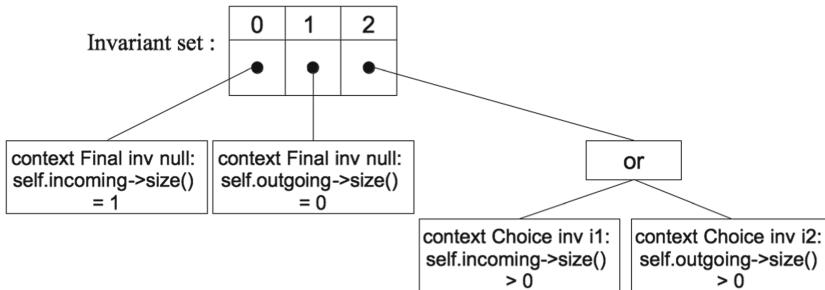 0 1 2
Invariant set :
context Final inv null:
self.incoming->size()
= 1
context Final inv null:
self.outgoing->size()
= 0
or
context Choice inv i1:
self.incoming->size()
> 0
context Choice inv i2:
self.outgoing->size()
> 0